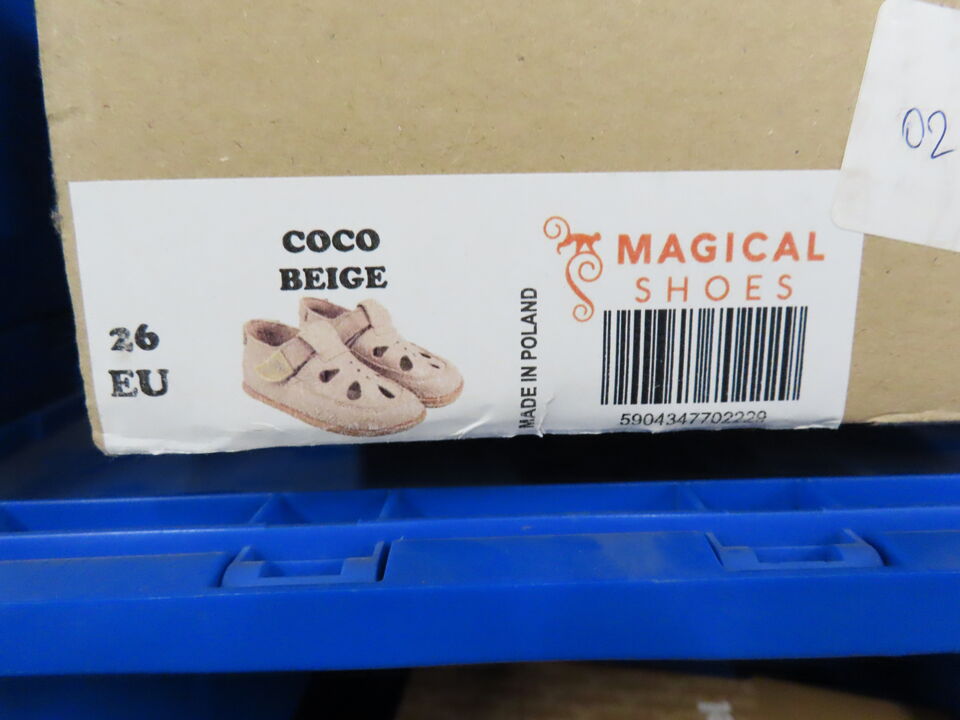 02
COCO
BEIGE
26
EU
MADE IN POLAND
MAGICAL
SHOES
5904347702229